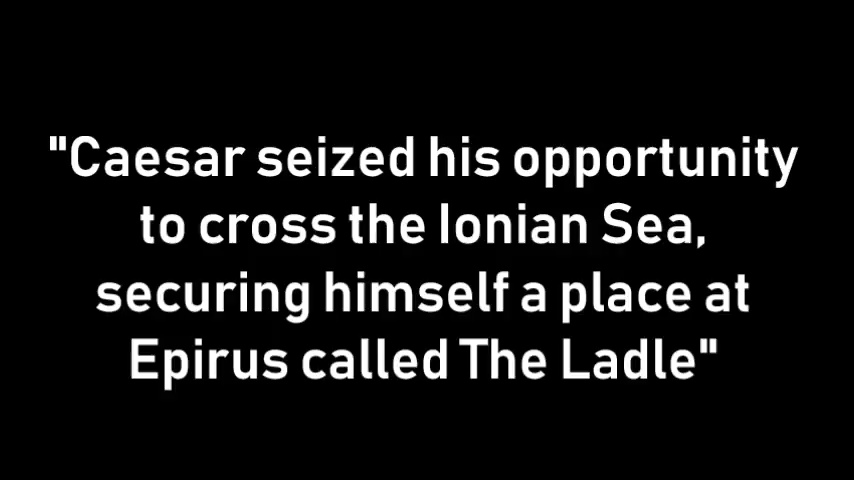 "Caesar seized his opportunity
to cross the Ionian Sea,
securing himself a place at
Epirus called The Ladle"